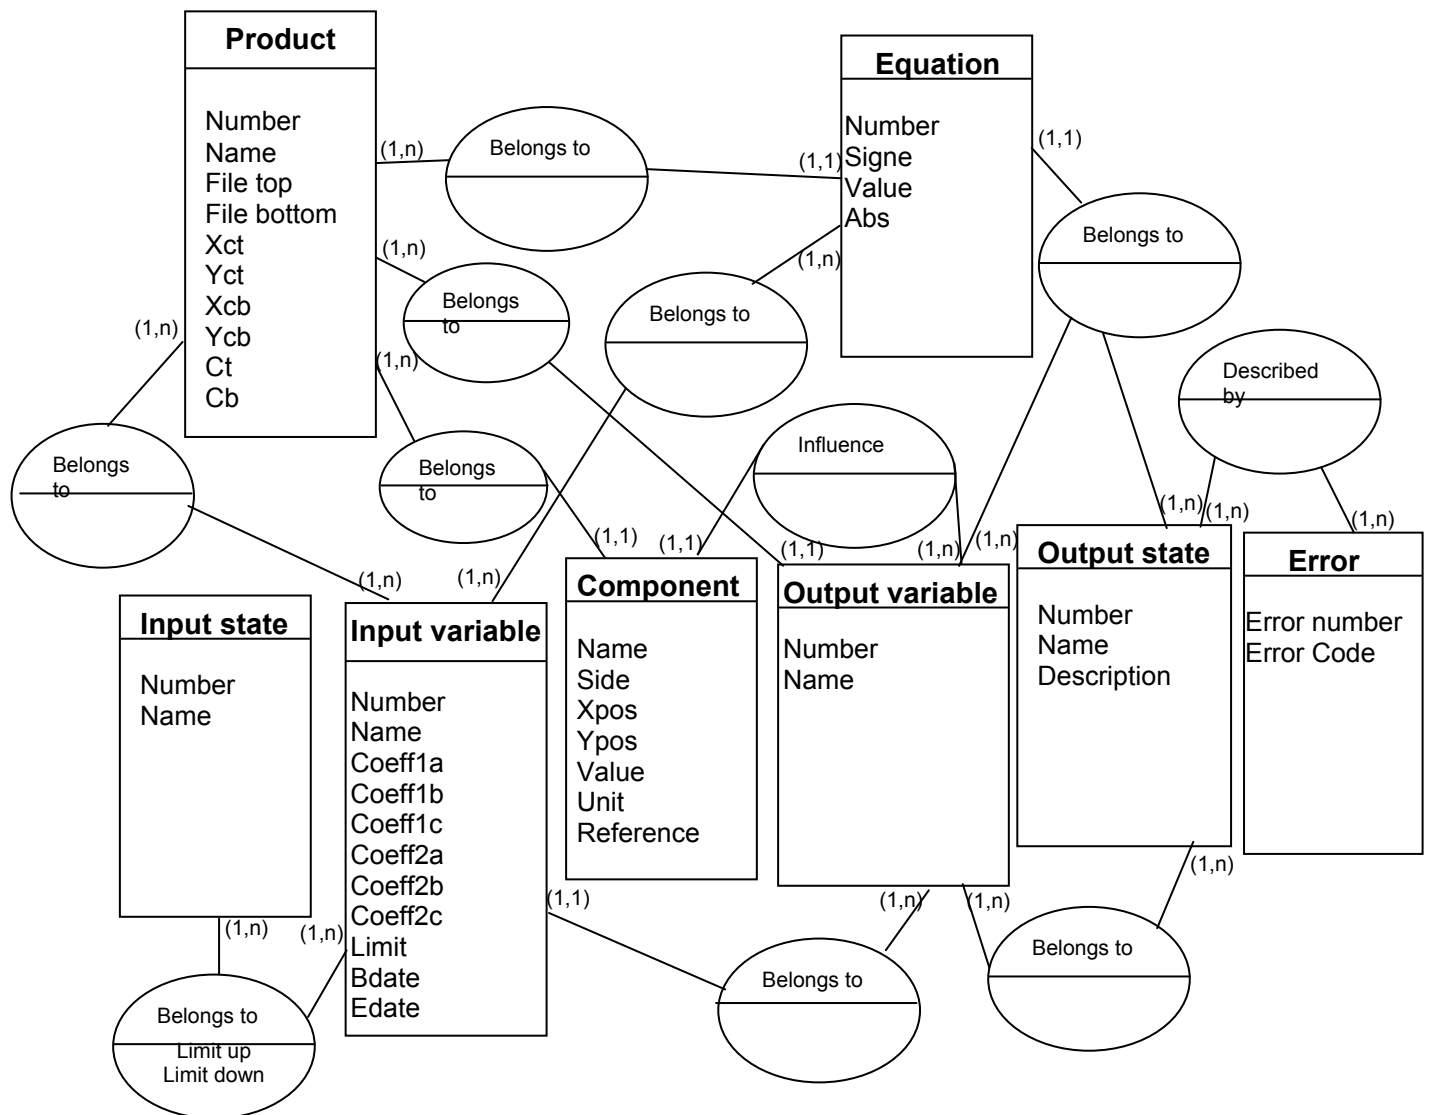 Product
Number
Name
File top
File bottom
Xct
Yct
Xcb
Ycb
Ct
Cb
Equation
Number
Signe
Value
Abs
(1,n)
Belongs to
(1,1)
(1,1)
Belongs to
(1,n)
Belongs
to
(1,n)
Belongs to
(1,n)
(1,n)
Belongs
to
Described
by
Influence
Belongs
to
(1,n)
(1,n)
(1,n)
(1,n)
(1,1)
(1,1)
(1,1)
(1,n)
(1,n)
(1,n)
(1,n)
Input state
Number
Name
Input variable
Number
Name
Coeff1a
Coeff1b
Coeff1c
Coeff2a
Coeff2b
Coeff2c
Limit
Bdate
Edate
Component
Name
Side
Xpos
Ypos
Value
Unit
Reference
Output variable
Number
Name
Output state
Number
Name
Description
Error
Error number
Error Code
(1,n)
(1,n)
(1,1)
(1,n)
(1,n)
(1,n)
Belongs to
Limit up
Limit down
Belongs to
Belongs to